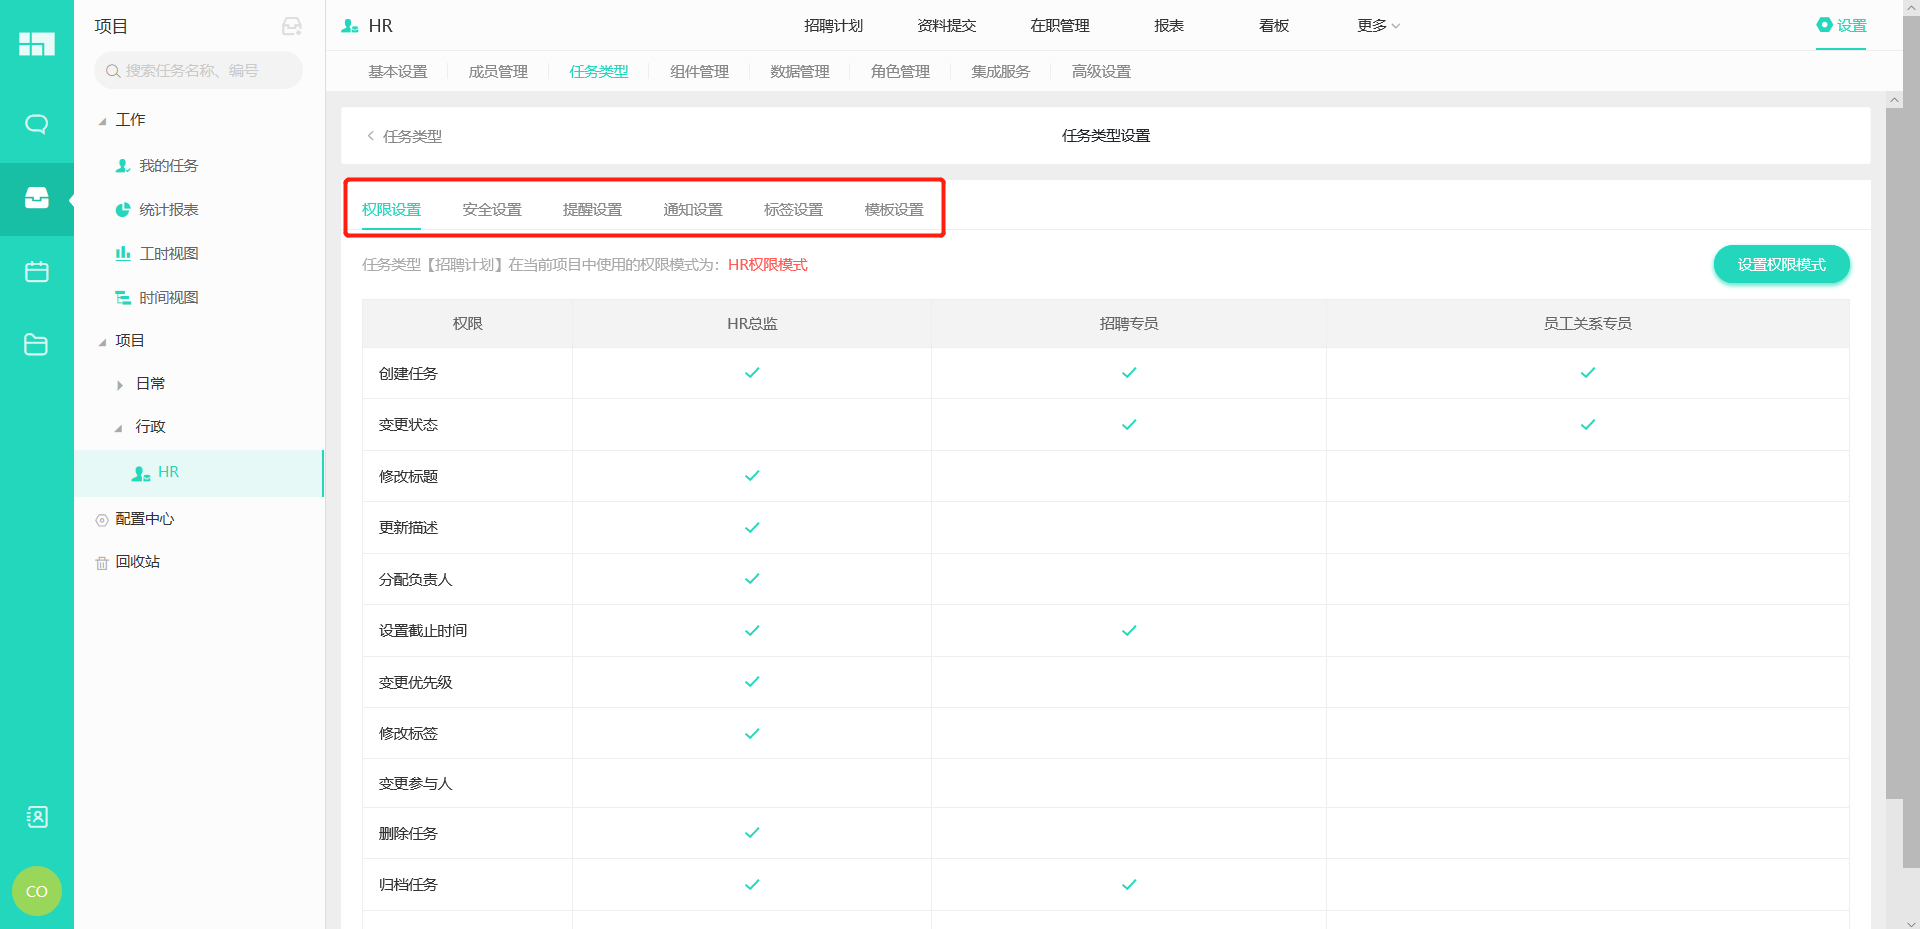 项目
搜索任务名称、编号
工作
我的任务
统计报表
工时视图
时间视图
项目
日常
行政
HR
配置中心
回收站
CO
HR
招聘计划
资料提交
在职管理
报表
看板
更多
设置
基本设置
成员管理
任务类型
组件管理
数据管理
角色管理
集成服务
高级设置
任务类型
任务类型设置
权限设置
安全设置
提醒设置
通知设置
标签设置
模板设置
任务类型【招聘计划】在当前项目中使用的权限模式为：HR权限模式
设置权限模式
权限 HR总监 招聘专员 员工关系专员
创建任务
变更状态
修改标题
更新描述
分配负责人
设置截止时间
变更优先级
修改标签
变更参与人
删除任务
归档任务